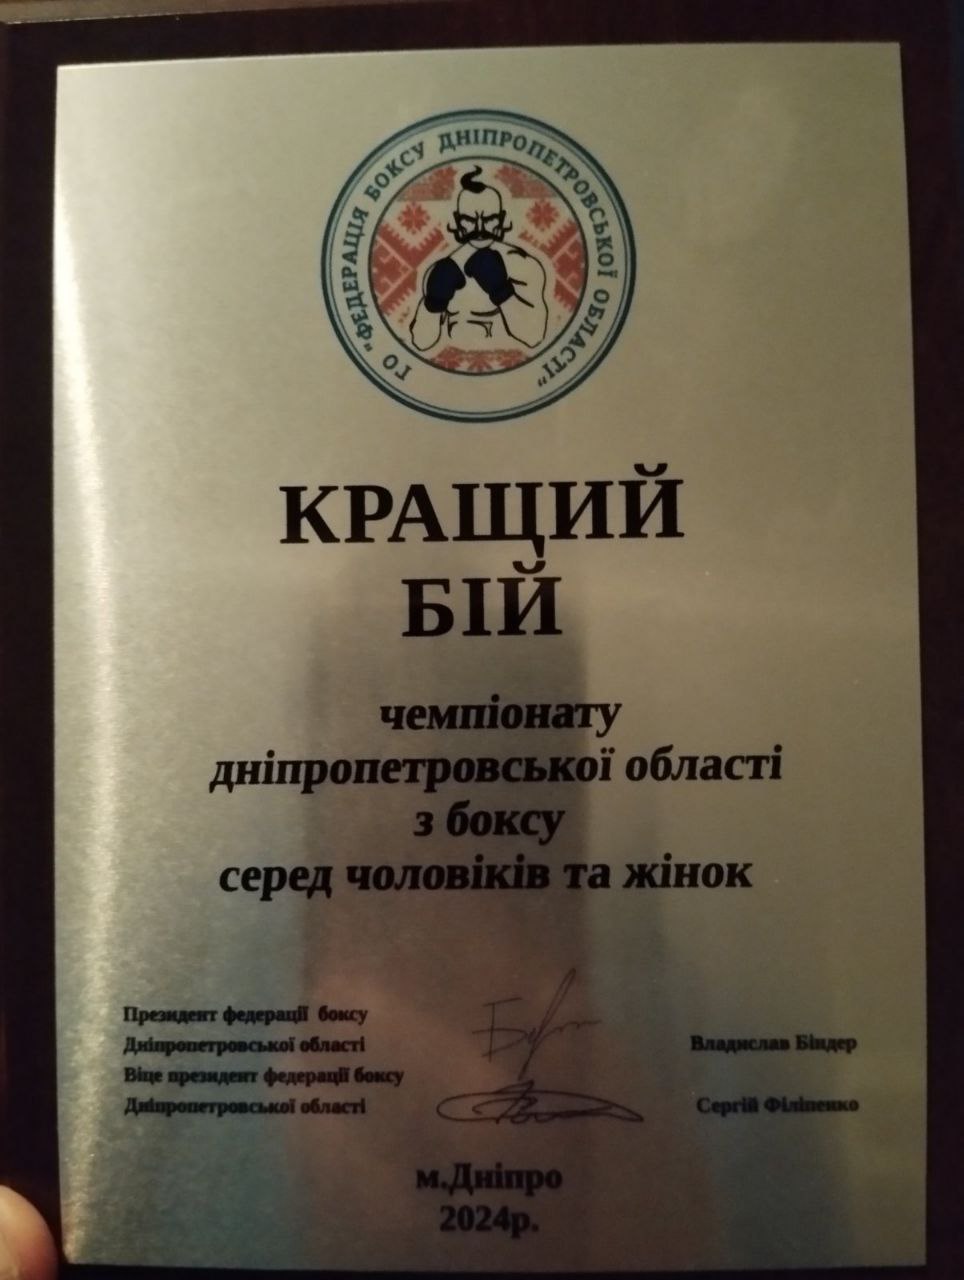 ГО "ФЕДЕРАЦІЯ БОКСУ ДНІПРОПЕТРОВСЬКОЇ ОБЛАСТІ"
КРАЩИЙ
БІЙ
чемпіонату
дніпропетровської області
з боксу
серед чоловіків та жінок
Президент федерації боксу
Дніпропетровської області Владислав Біндер
Віце президент федерації боксу
Дніпропетровської області Сергій Філіпенко
м.Дніпро
2024р.